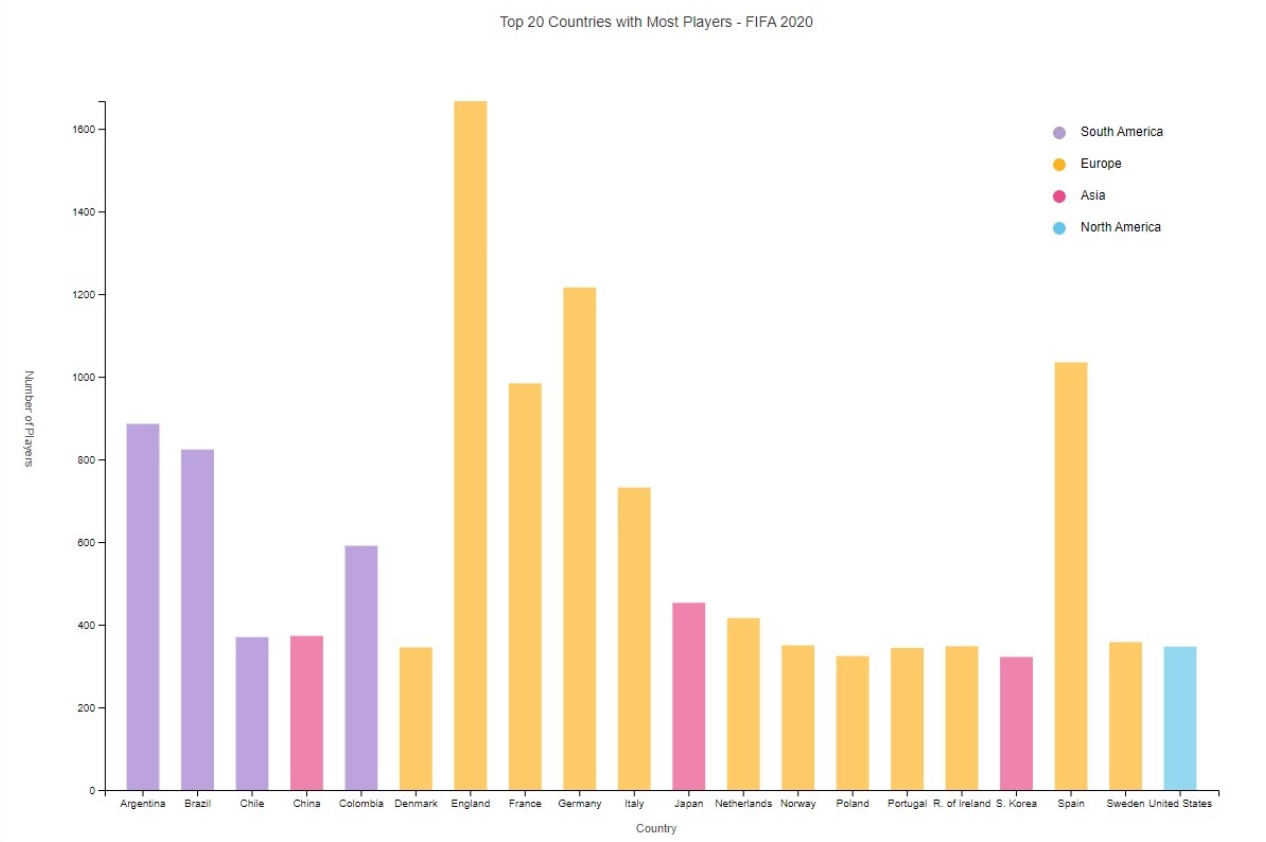 Top 20 Countries with Most Players - FIFA 2020
South America
Europe
Asia
North America
Number of Players
1600
1400
1200
1000
800
600
400
200
0
Argentina Brazil Chile China Colombia Denmark England France Germany Italy Japan Netherlands Norway Poland Portugal R. of Ireland S. Korea Spain Sweden United States
Country